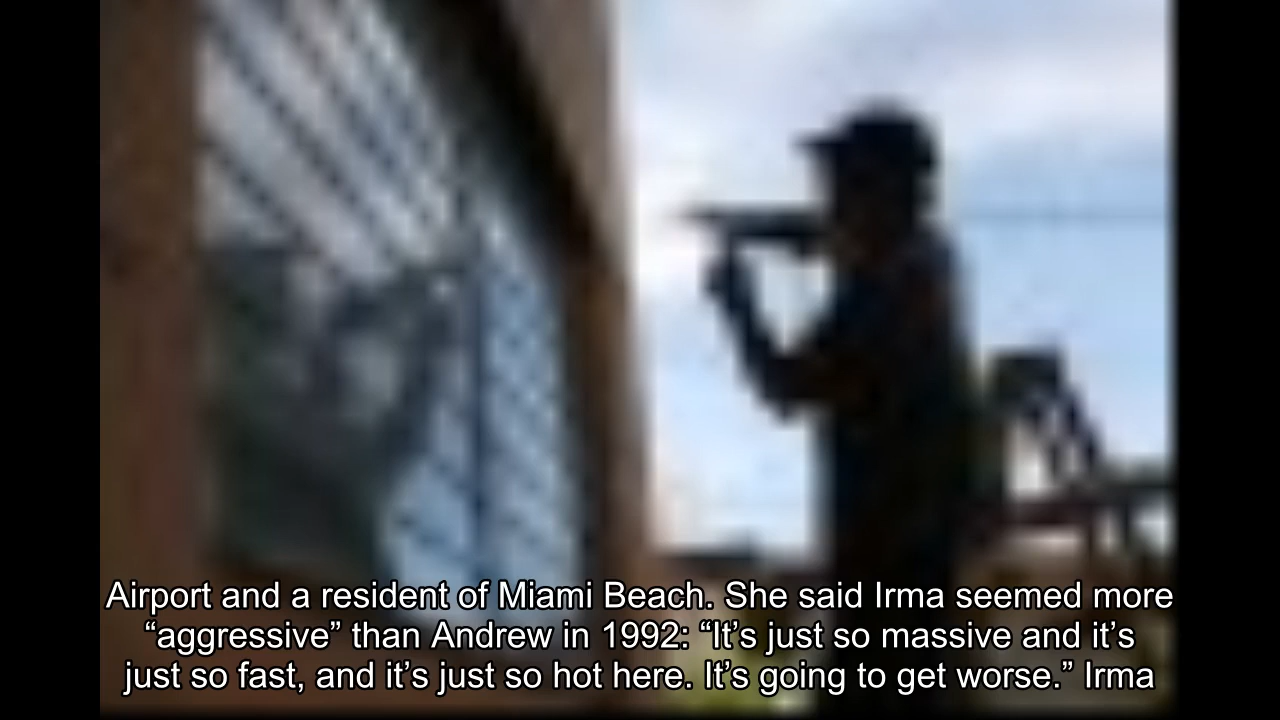 Airport and a resident of Miami Beach. She said Irma seemed more
“aggressive” than Andrew in 1992: “It’s just so massive and it’s
just so fast, and it’s just so hot here. It’s going to get worse.” Irma